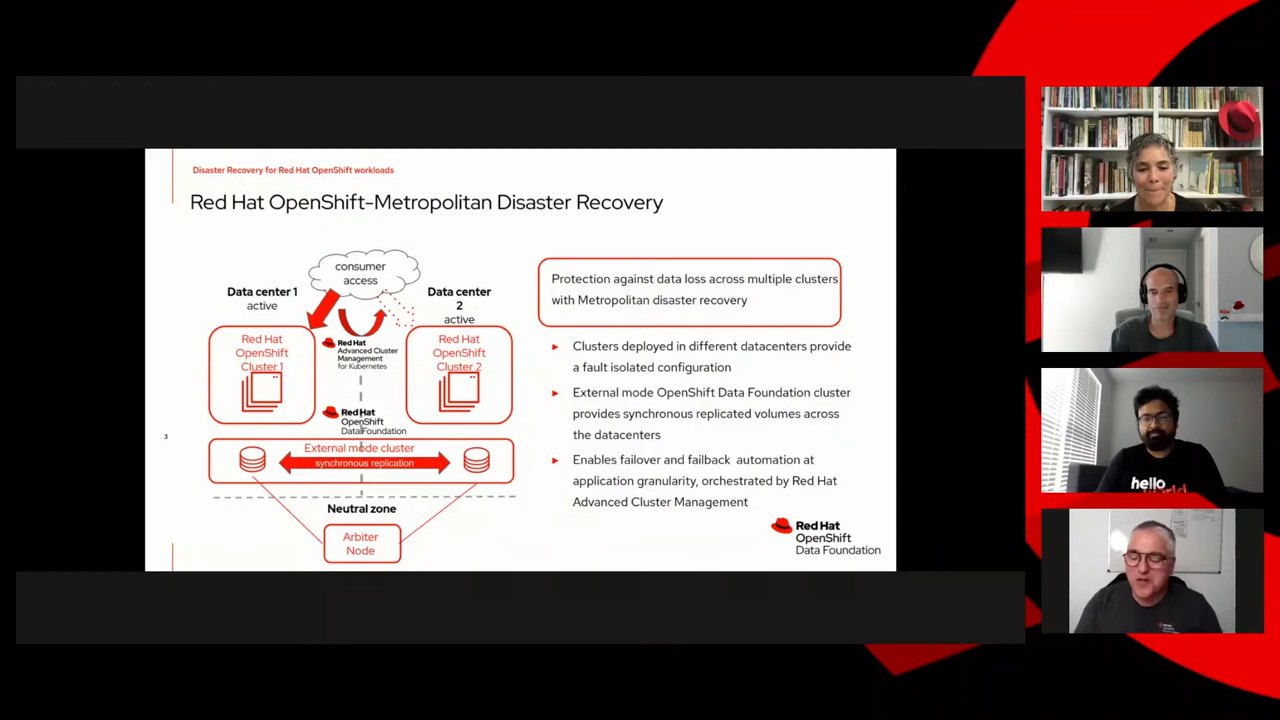 Disaster Recovery for Red Hat OpenShift workloads
Red Hat OpenShift-Metropolitan Disaster Recovery
consumer
access
Data center 1
active
Data center
2
active
Red Hat
OpenShift
Cluster 1
Red Hat
Advanced Cluster
Management
for Kubernetes
Red Hat
OpenShift
Cluster 2
Red Hat
OpenShift
Data Foundation
External mode cluster
synchronous replication
Neutral zone
Arbiter
Node
3
Protection against data loss across multiple clusters
with Metropolitan disaster recovery
Clusters deployed in different datacenters provide
a fault isolated configuration
External mode OpenShift Data Foundation cluster
provides synchronous replicated volumes across
the datacenters
Enables failover and failback automation at
application granularity, orchestrated by Red Hat
Advanced Cluster Management
Red Hat
OpenShift
Data Foundation
hello
world